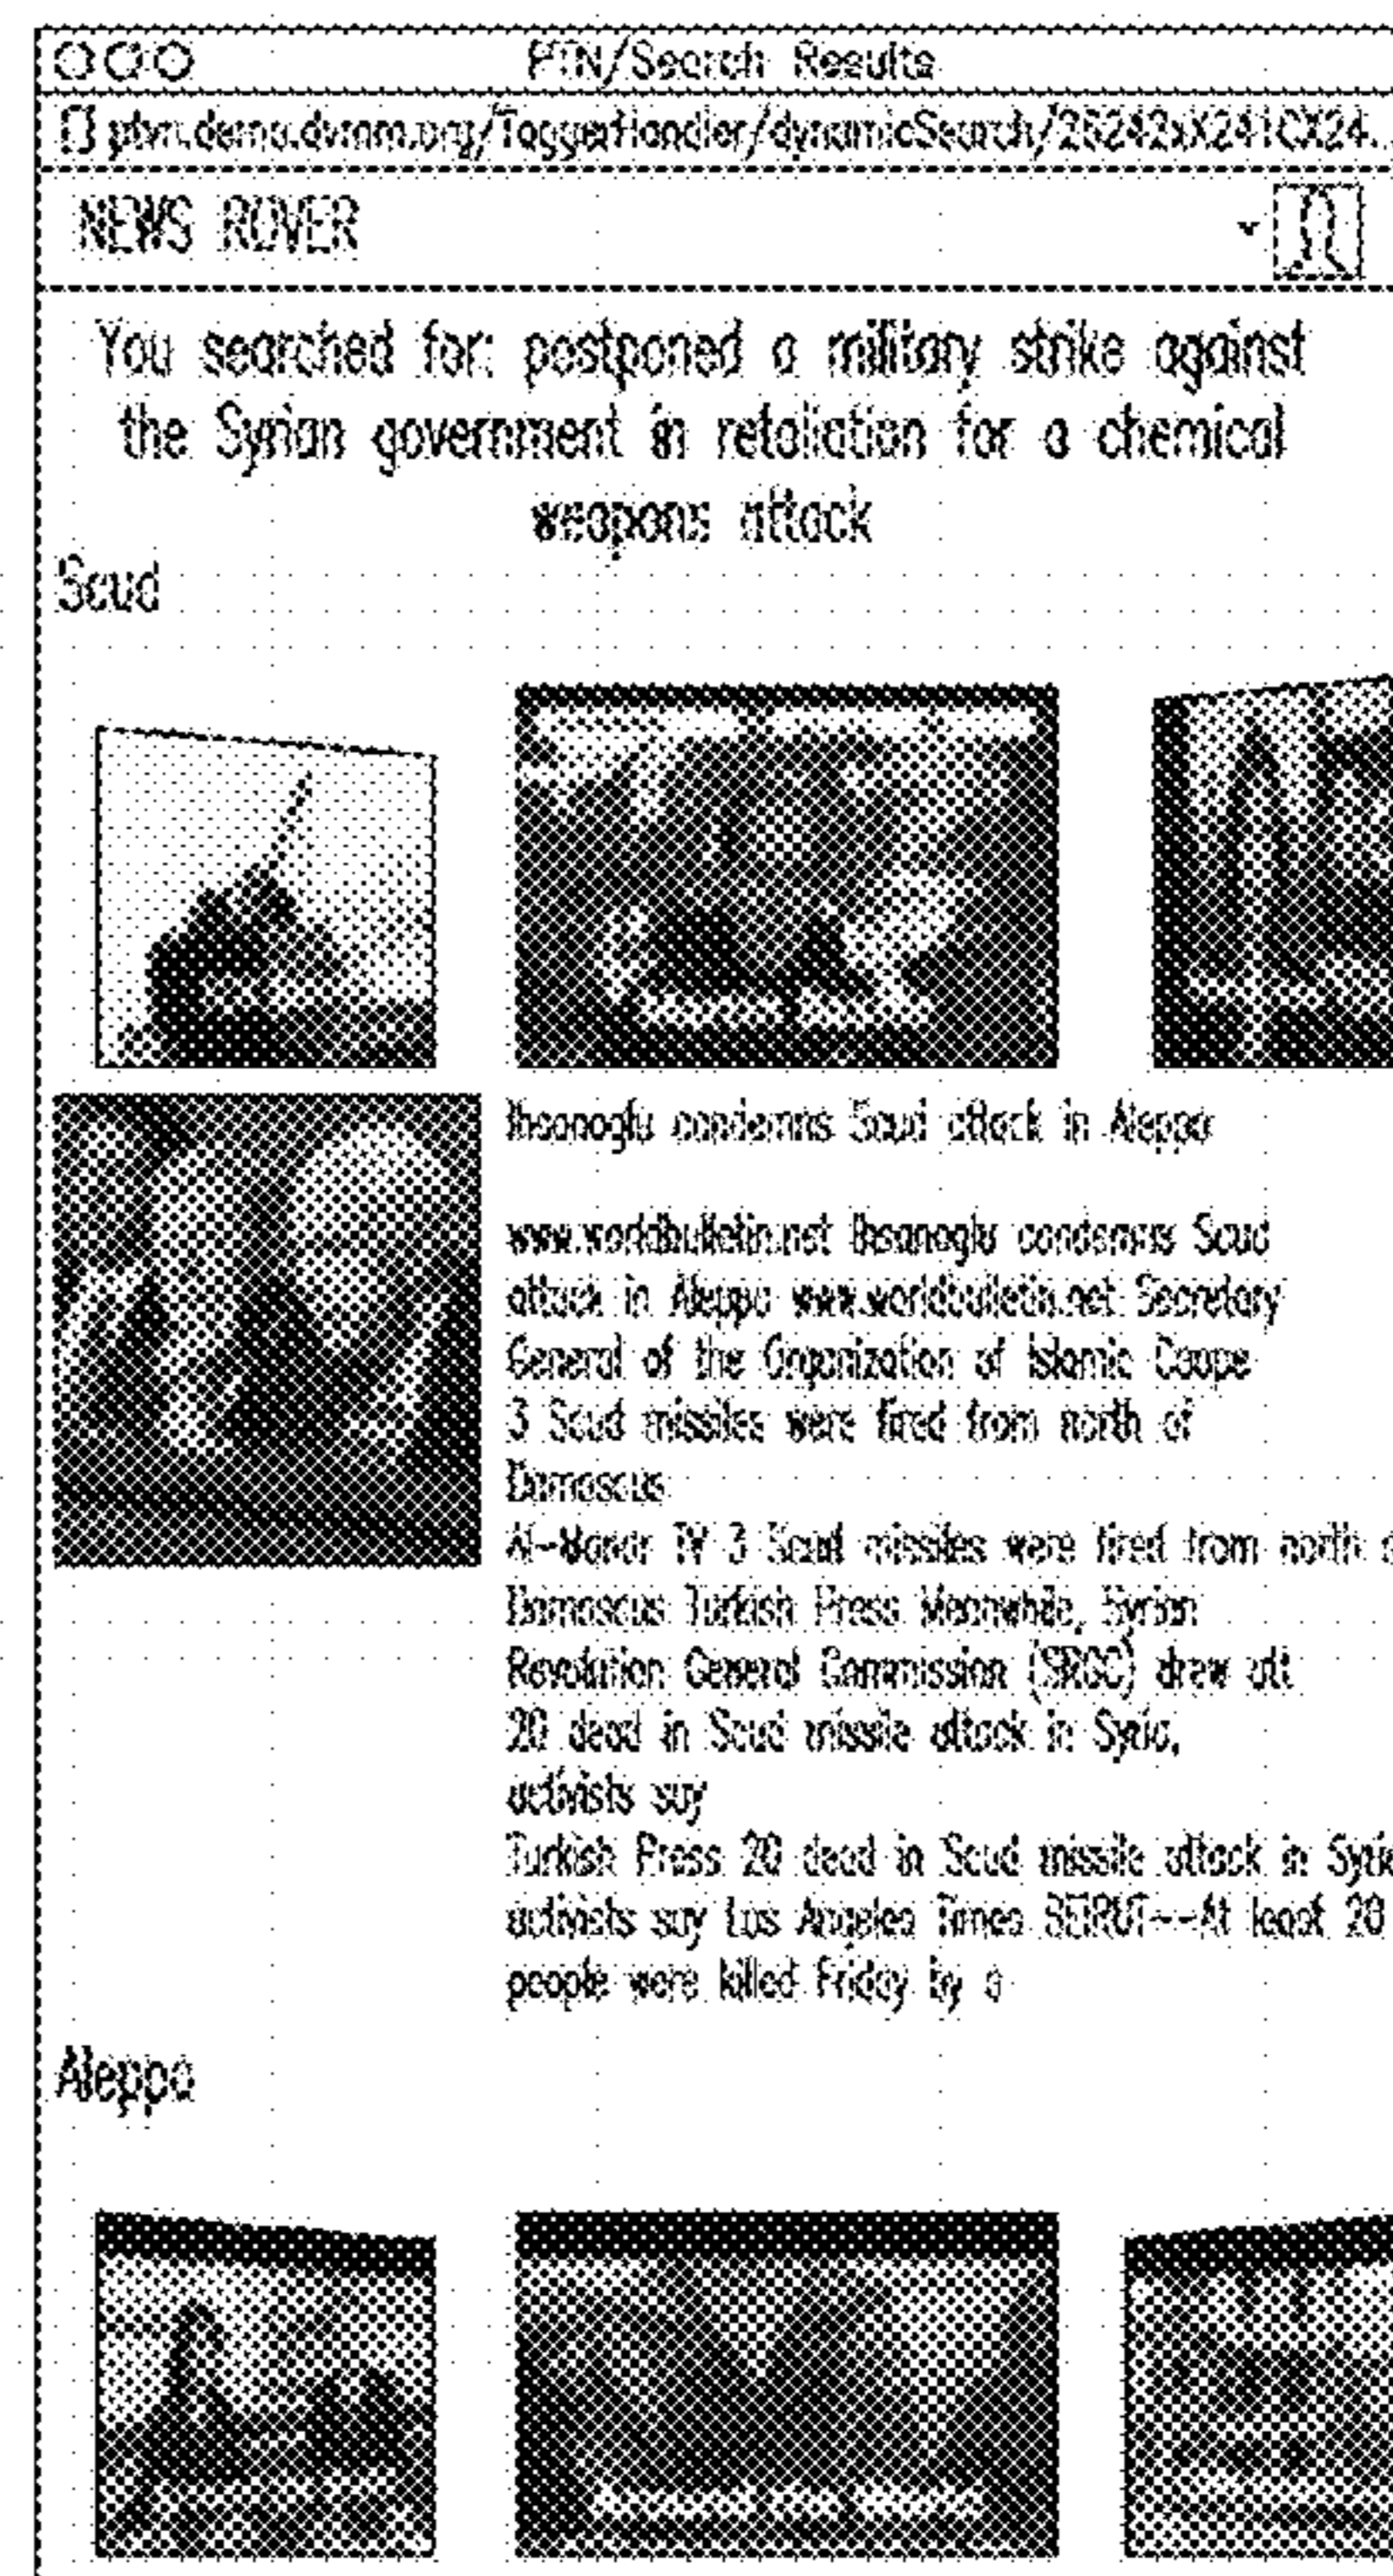 PTN/Search Results
NEWS ROVER
You searched for: postponed a military strike against
the Syrian government in retaliation for a chemical
weapons attack
Scud
Ihsanoglu condemns Scud attack in Aleppo
www.worldbulletin.net Ihsanoglu condemns Scud
attack in Aleppo www.worldbulletin.net Secretary
General of the Organization of Islamic Coope
3 Scud missiles were fired from north of
Damascus
Al-Manar TV 3 Scud missiles were fired from north
Damascus Turkish Press Meanwhile, Syrian
Revolution General Commission (SRGC) drew att
20 dead in Scud missile attack in Syria,
activists say
Turkish Press 20 dead in Scud missile attack in Syria
activists say Los Angeles Times BEIRUT--At least 20
people were killed Friday by a
Aleppo